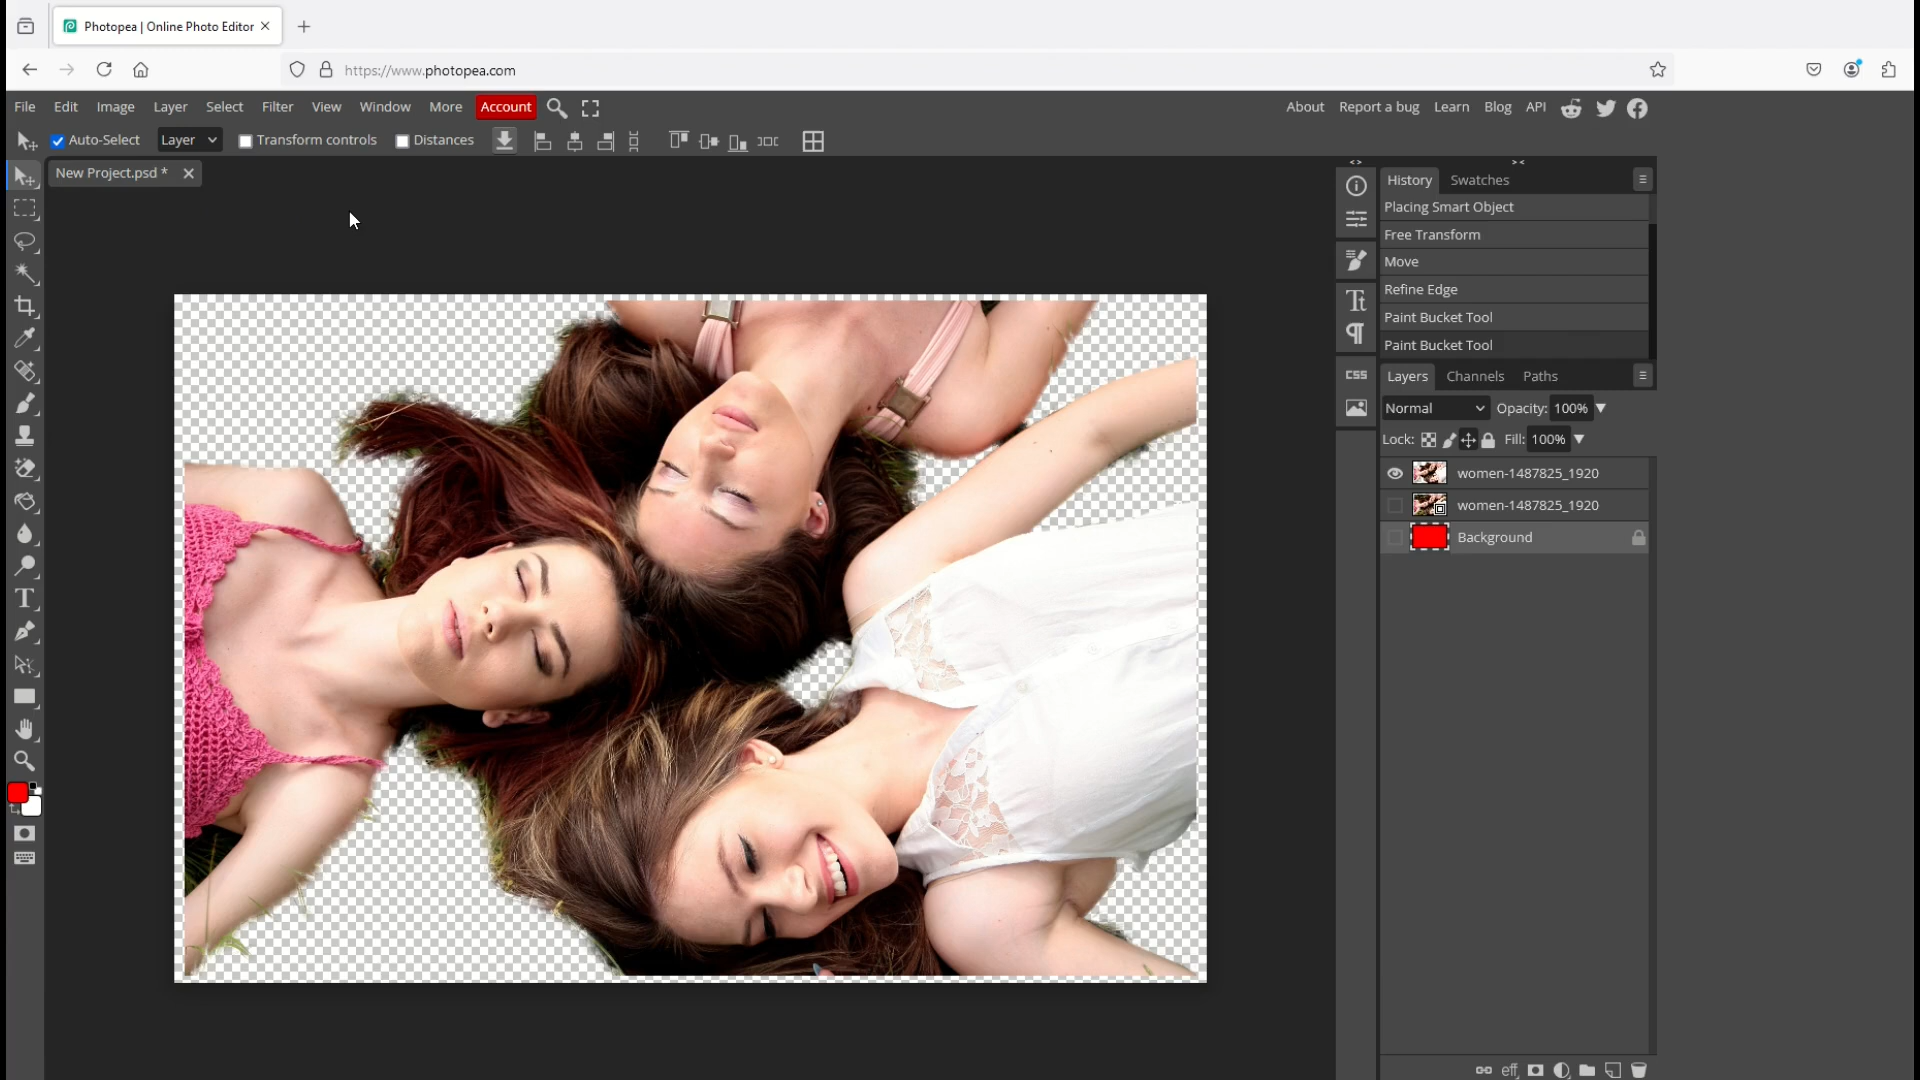 Photopea | Online Photo Editor
https://www.photopea.com
File Edit Image Layer Select Filter View Window More Account
About Report a bug Learn Blog API
Auto-Select Layer Transform controls Distances
New Project.psd *
History Swatches
Placing Smart Object
Free Transform
Move
Refine Edge
Paint Bucket Tool
Paint Bucket Tool
CSS
Layers Channels Paths
Normal Opacity: 100%
Lock: Fill: 100%
women-1487825_1920
women-1487825_1920
Background
eff